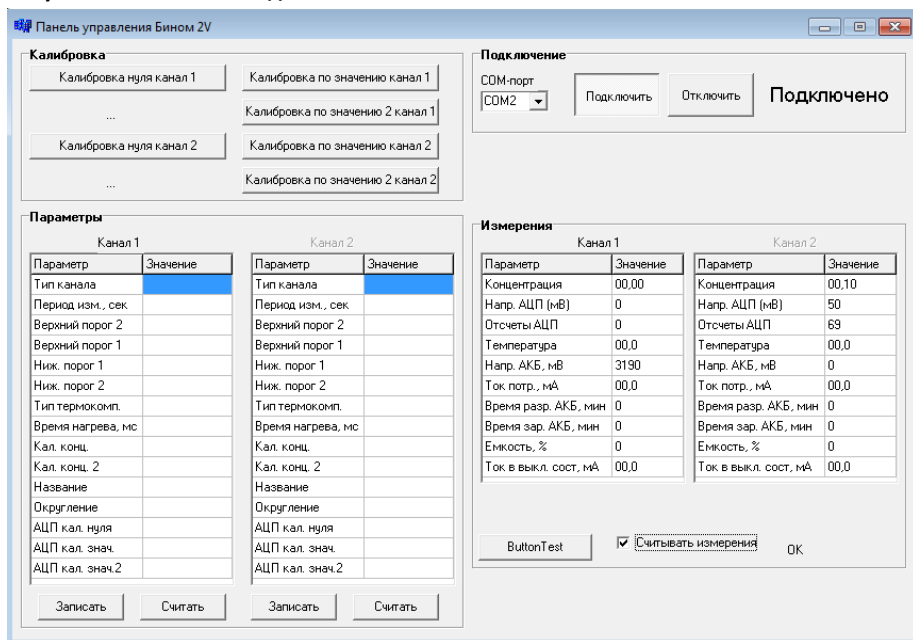 Панель управления Бином 2V
Калибровка
Калибровка нуля канал 1
Калибровка по значению канал 1
...
Калибровка по значению 2 канал 1
Калибровка нуля канал 2
Калибровка по значению канал 2
...
Калибровка по значению 2 канал 2
Подключение
COM-порт
COM2
Подключить
Отключить
Подключено
Параметры
Канал 1
Параметр Значение
Тип канала
Период изм., сек
Верхний порог 2
Верхний порог 1
Ниж. порог 1
Ниж. порог 2
Тип термокомп.
Время нагрева, мс
Кал. конц.
Кал. конц. 2
Название
Округление
АЦП кал. нуля
АЦП кал. знач.
АЦП кал. знач.2
Записать Считать
Канал 2
Параметр Значение
Тип канала
Период изм., сек
Верхний порог 2
Верхний порог 1
Ниж. порог 1
Ниж. порог 2
Тип термокомп.
Время нагрева, мс
Кал. конц.
Кал. конц. 2
Название
Округление
АЦП кал. нуля
АЦП кал. знач.
АЦП кал. знач.2
Записать Считать
Измерения
Канал 1
Параметр Значение
Концентрация 00,00
Напр. АЦП (мВ) 0
Отсчеты АЦП 0
Температура 00,0
Напр. АКБ, мВ 3190
Ток потр., мА 00,0
Время разр. АКБ, мин 0
Время зар. АКБ, мин 0
Емкость, % 0
Ток в выкл. сост, мА 00,0
Канал 2
Параметр Значение
Концентрация 00,10
Напр. АЦП (мВ) 50
Отсчеты АЦП 69
Температура 00,0
Напр. АКБ, мВ 0
Ток потр., мА 00,0
Время разр. АКБ, мин 0
Время зар. АКБ, мин 0
Емкость, % 0
Ток в выкл. сост, мА 00,0
ButtonTest
Считывать измерения
OK